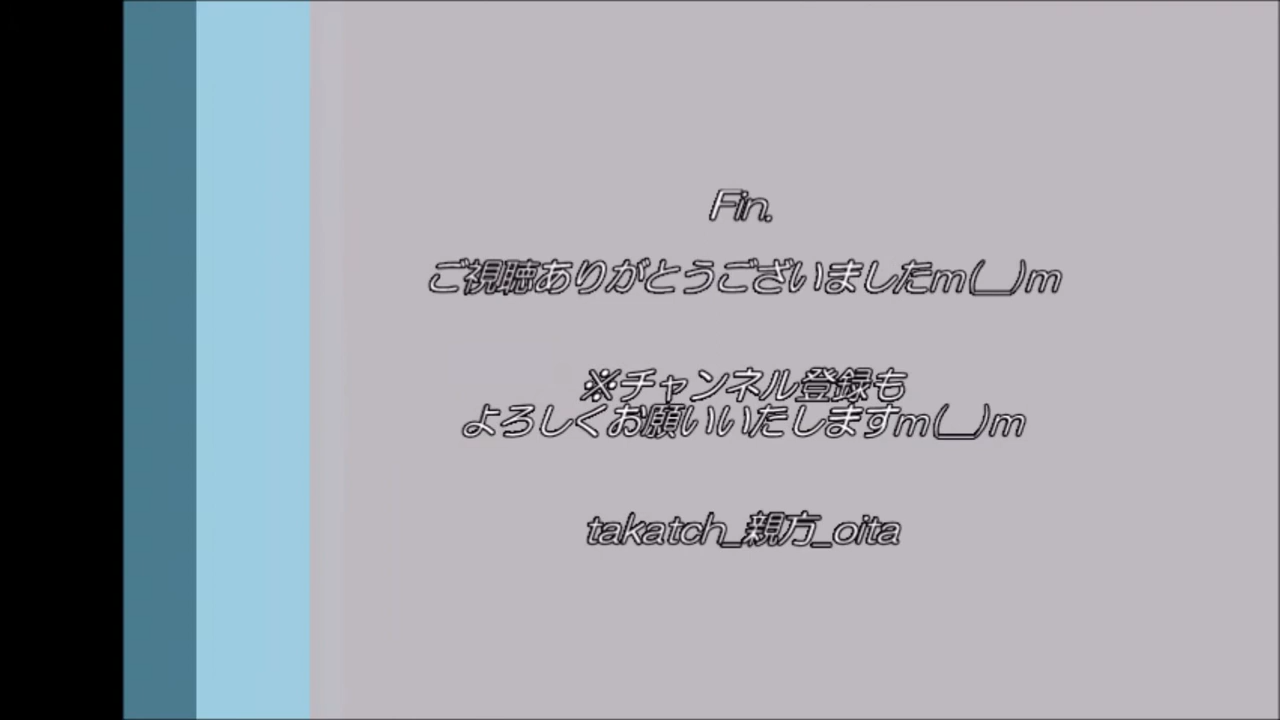 Fin.
ご視聴ありがとうございましたm(__)m
※チャンネル登録も
よろしくお願いいたしますm(__)m
takatch_親方_oita